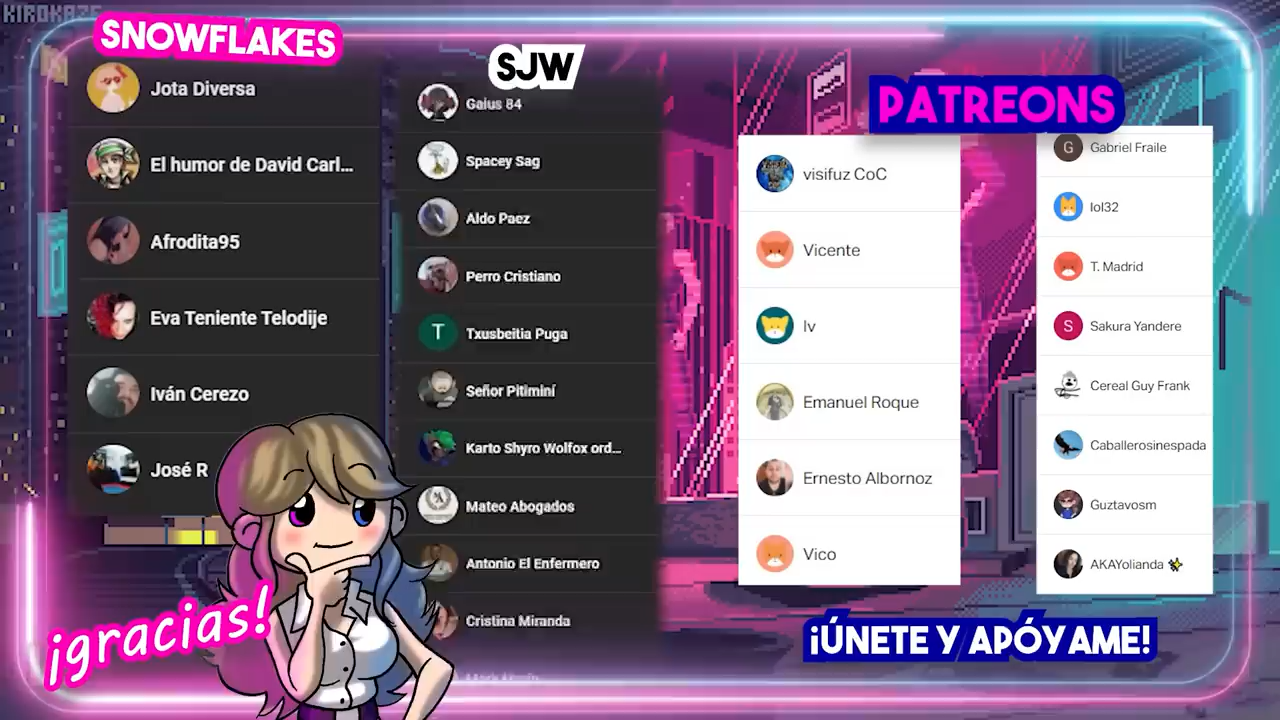 KIROKAZE
SNOWFLAKES
Jota Diversa
El humor de David Carl...
Afrodita95
Eva Teniente Telodije
Iván Cerezo
José R
SJW
Gaius 84
Spacey Sag
Aldo Paez
Perro Cristiano
T
Txusbeitia Puga
Señor Pitiminí
Karto Shyro Wolfox ord...
Mateo Abogados
Antonio El Enfermero
Cristina Miranda
PATREONS
visifuz CoC
Vicente
Iv
Emanuel Roque
Ernesto Albornoz
Vico
G
Gabriel Fraile
lol32
T. Madrid
S
Sakura Yandere
Cereal Guy Frank
Caballerosinespada
Guztavosm
AKAYolianda ✨
¡gracias!
¡ÚNETE Y APÓYAME!